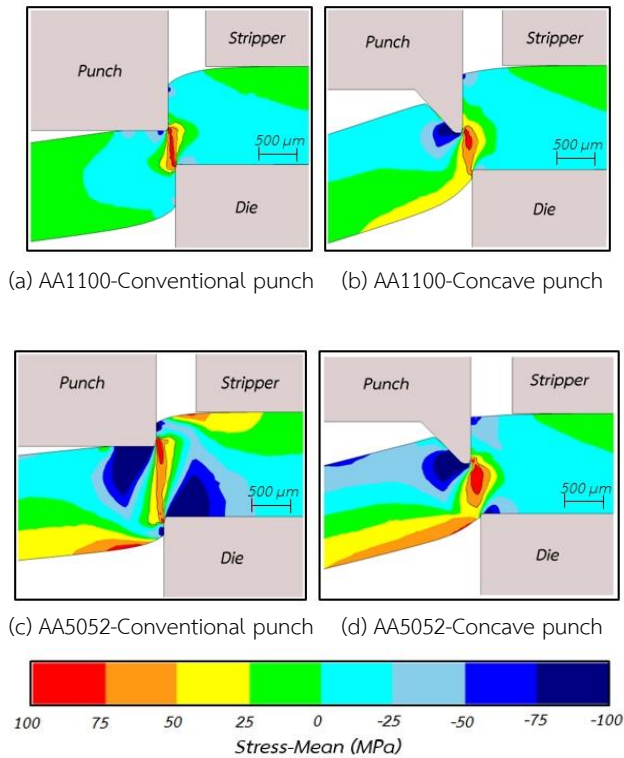 Punch
Stripper
500 µm
Die
Punch
Stripper
500 µm
Die
(a) AA1100-Conventional punch
(b) AA1100-Concave punch
Punch
Stripper
500 µm
Die
Punch
Stripper
500 µm
Die
(c) AA5052-Conventional punch
(d) AA5052-Concave punch
100 75 50 25 0 -25 -50 -75 -100
Stress-Mean (MPa)